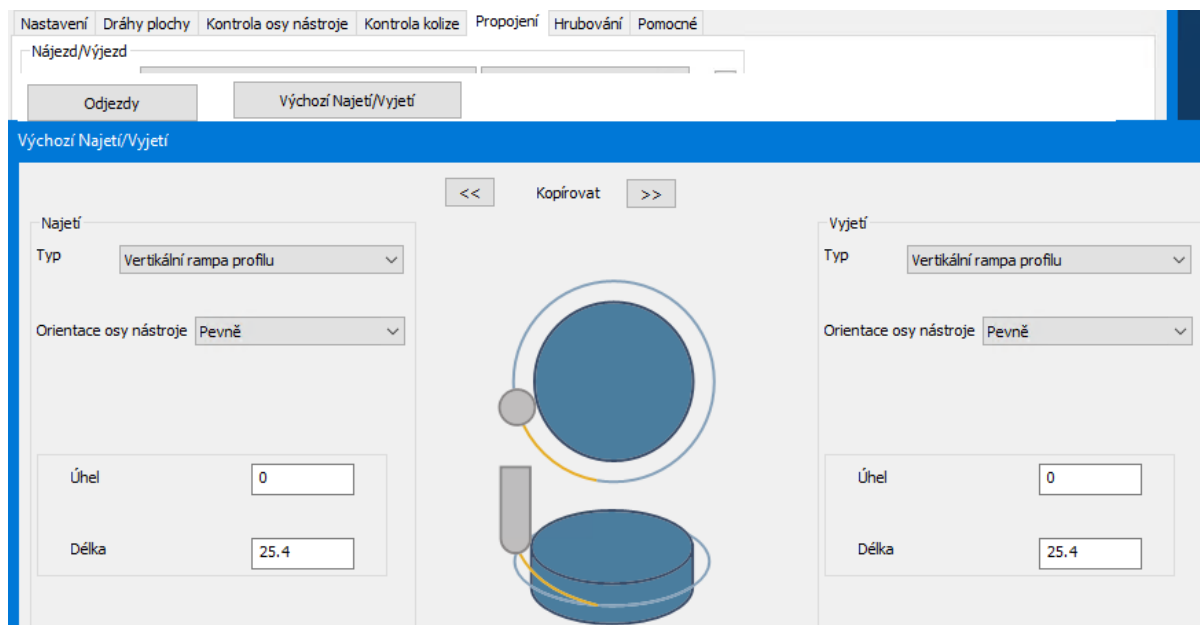 Nastavení Dráhy plochy Kontrola osy nástroje Kontrola kolize Propojení Hrubování Pomocné
Nájezd/Výjezd
Odjezdy Výchozí Najetí/Vyjetí
Výchozí Najetí/Vyjetí
<< Kopírovat >>
Najetí
Typ Vertikální rampa profilu
Orientace osy nástroje Pevně
Úhel 0
Délka 25.4
Vyjetí
Typ Vertikální rampa profilu
Orientace osy nástroje Pevně
Úhel 0
Délka 25.4